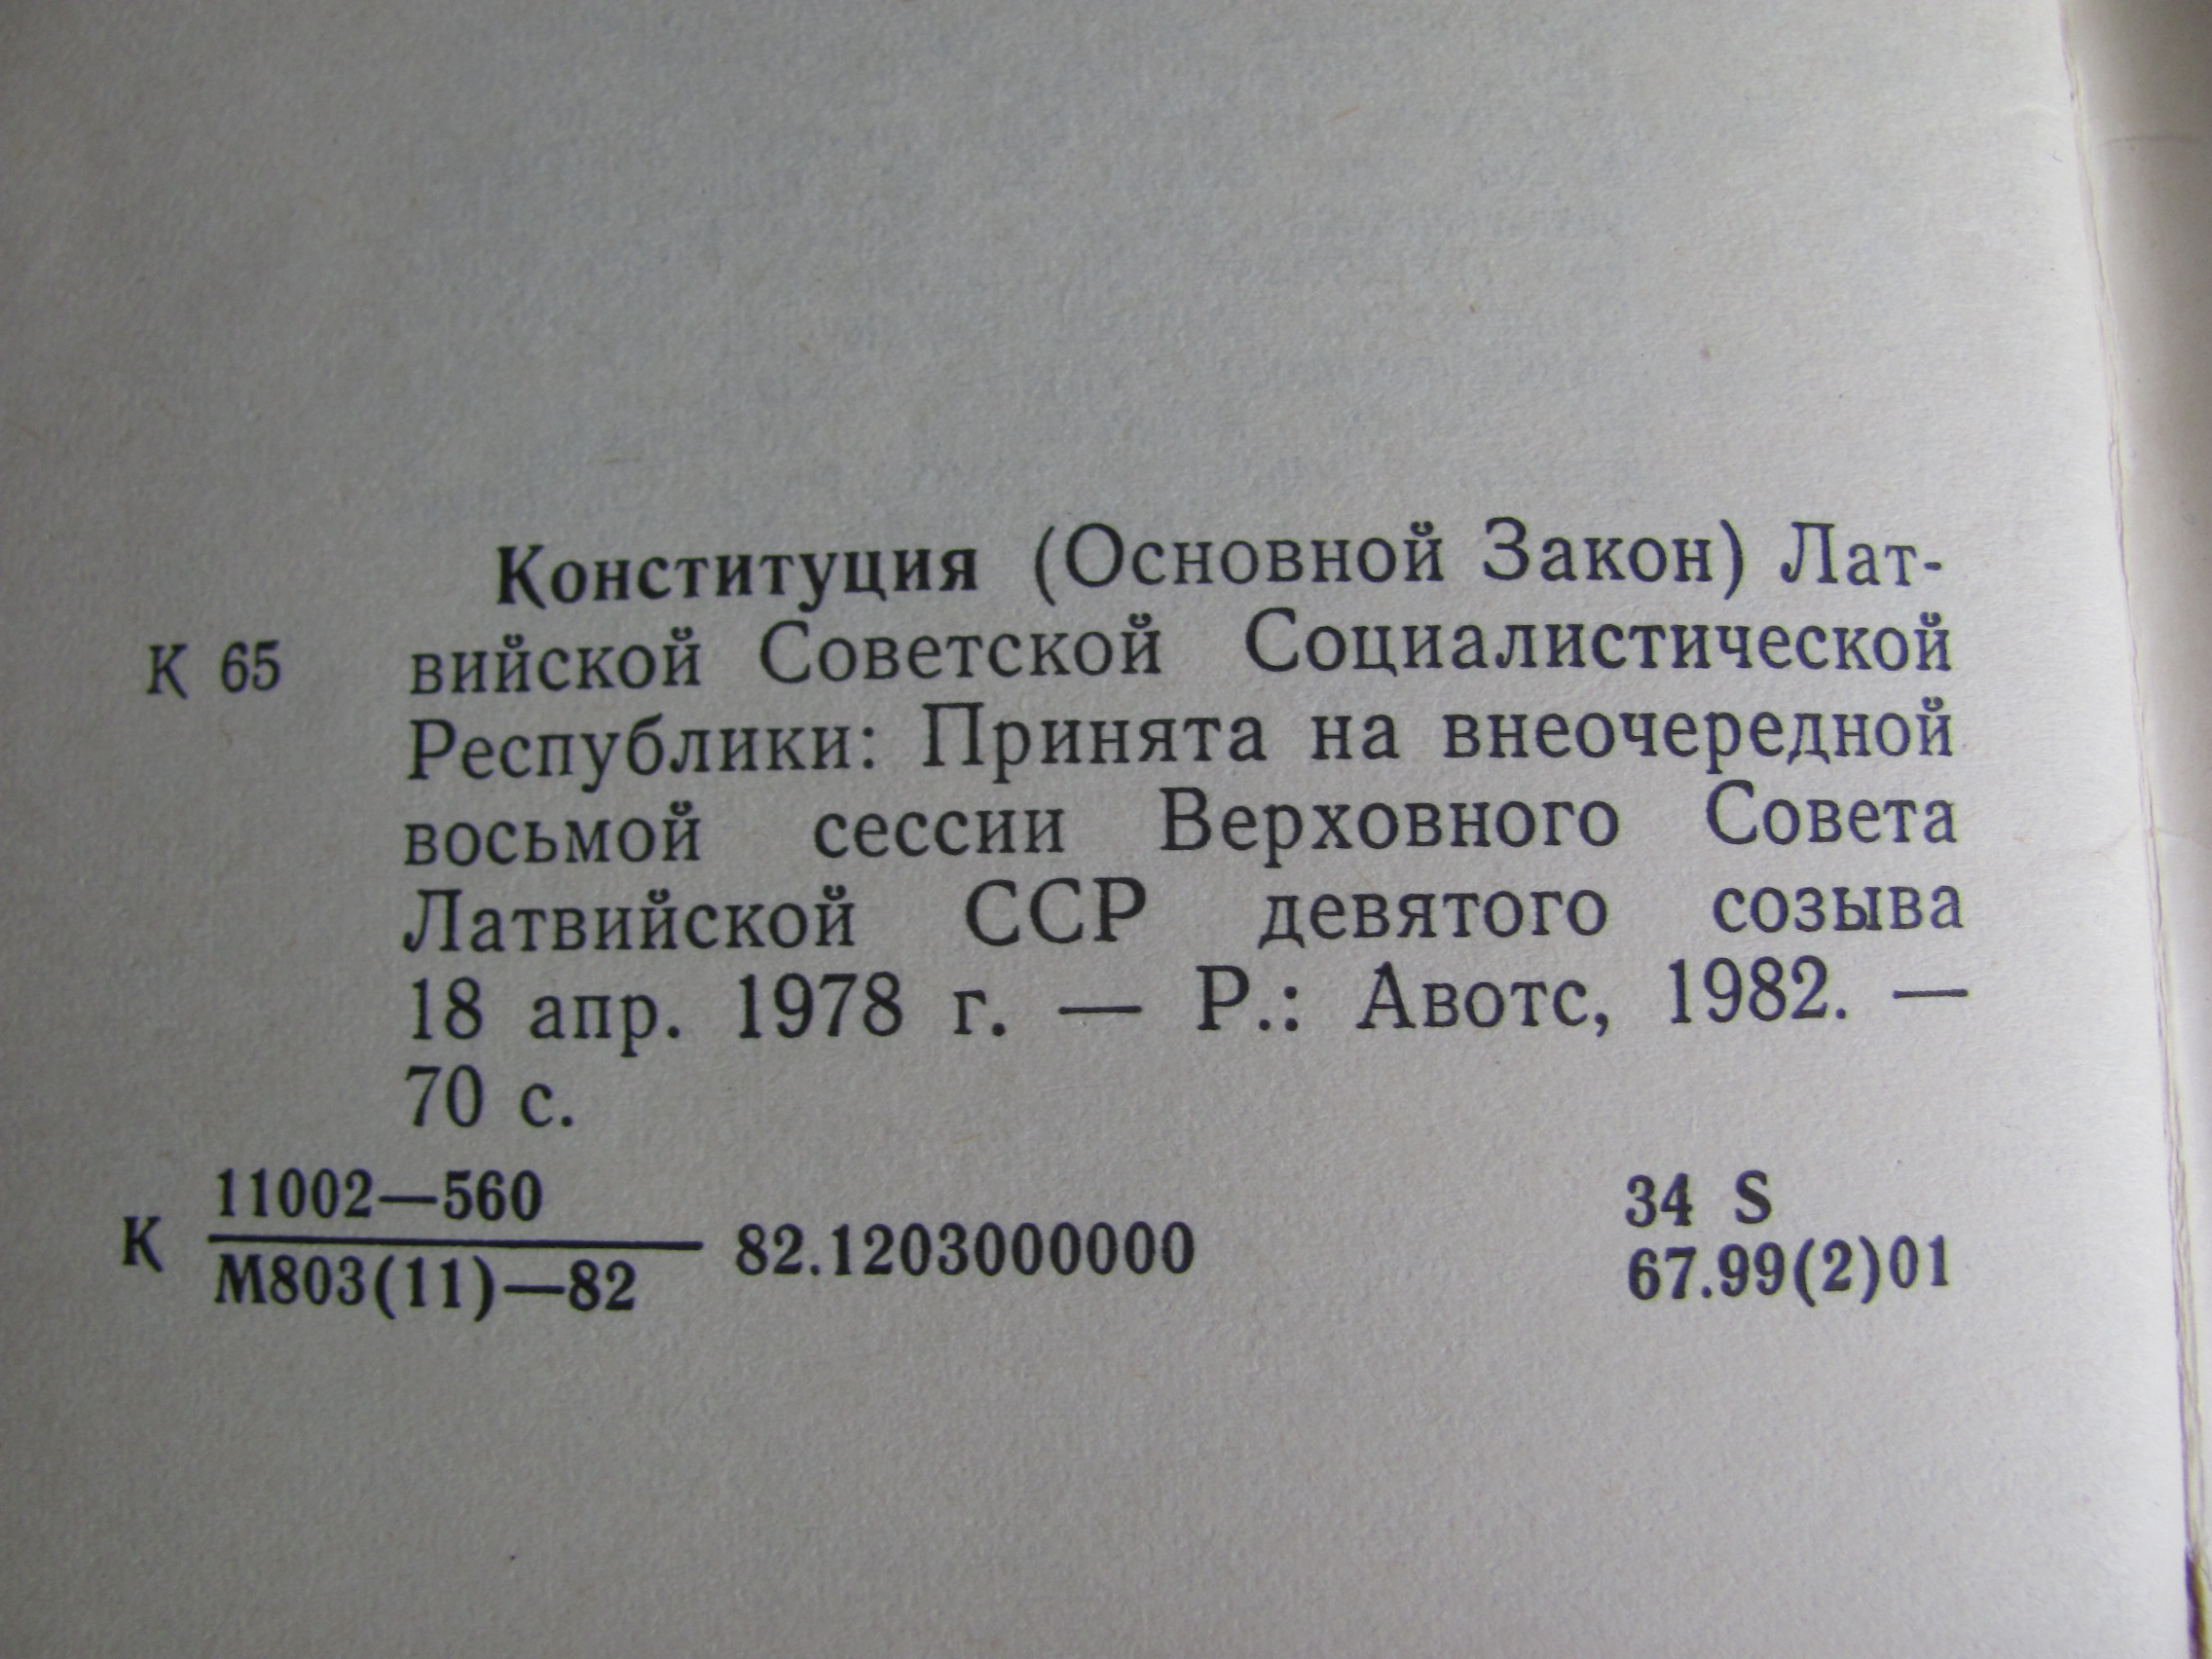 Конституция (Основной Закон) Лат-
К 65 вийской Советской Социалистической
Республики: Принята на внеочередной
восьмой сессии Верховного Совета
Латвийской ССР девятого созыва
18 апр. 1978 г. — Р.: Авотс, 1982. —
70 с.
11002—560
К М803(11)—82 82.1203000000
34 S
67.99(2)01